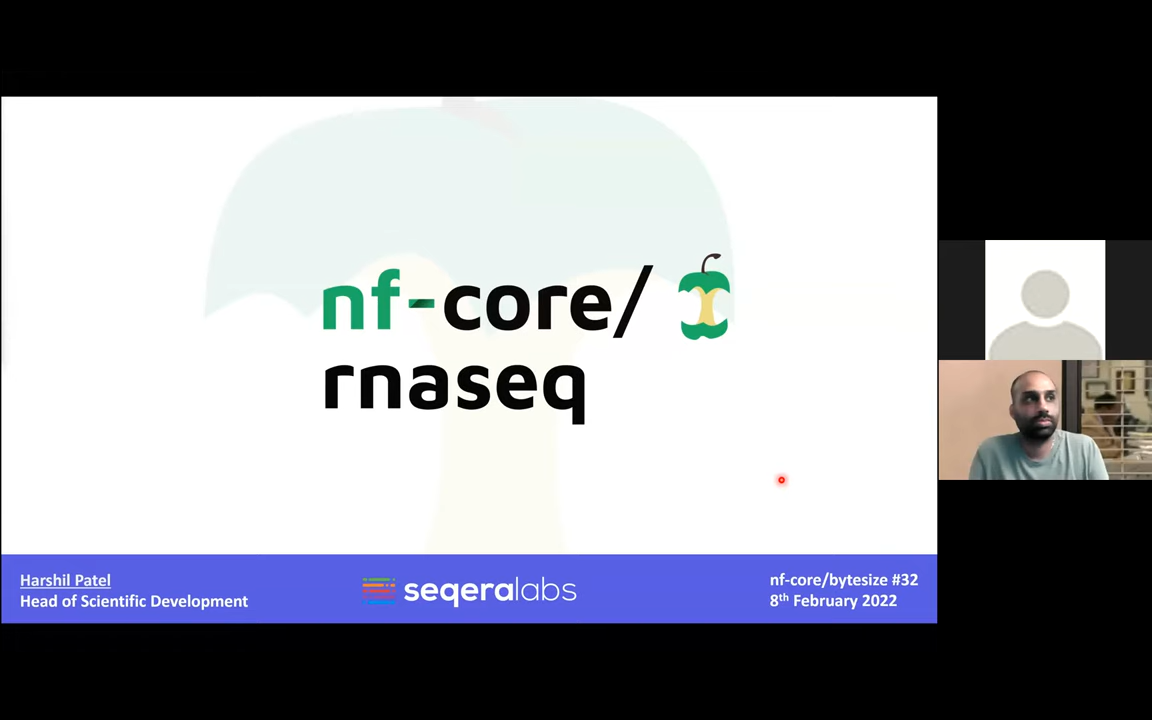 nf-core/
rnaseq
Harshil Patel
Head of Scientific Development
seqeralabs
nf-core/bytesize #32
8th February 2022